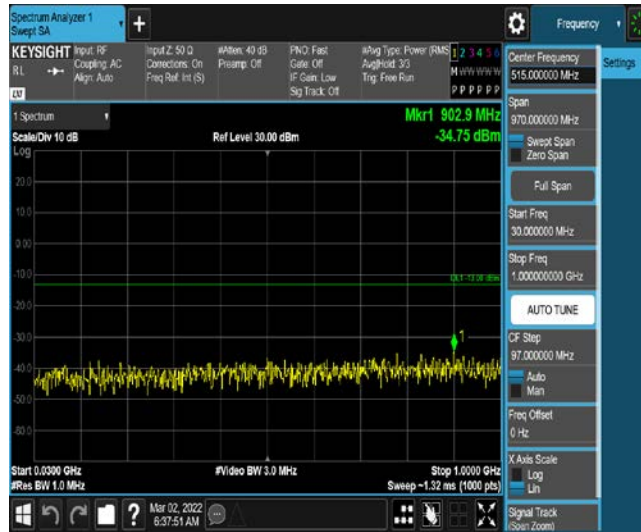 Spectrum Analyzer 1
Swept SA
Frequency
KEYSIGHT
Input: RF
Input Z: 50 Ω
#Atten: 40 dB
PNO: Fast
#Avg Type: Power (RMS
1 2 3 4 5 6
RL
Coupling: AC
Corrections: On
Preamp: Off
Gate: Off
Avg|Hold: 3/3
M W W W W W
Align: Auto
Freq Ref: Int (S)
IF Gain: Low
Trig: Free Run
Sig Track: Off
P P P P P P
LXI
Center Frequency
515.000000 MHz
Settings
Span
970.000000 MHz
Swept Span
Zero Span
Full Span
Start Freq
30.000000 MHz
Stop Freq
1.000000000 GHz
AUTO TUNE
CF Step
97.000000 MHz
Auto
Man
Freq Offset
0 Hz
X Axis Scale
Log
Lin
Signal Track
(Span Zoom)
1 Spectrum
Mkr1 902.9 MHz
Scale/Div 10 dB
Ref Level 30.00 dBm
-34.75 dBm
Log
20.0
10.0
0.00
-10.0
DL1 -13.00 dBm
-20.0
1
-30.0
-40.0
-50.0
-60.0
Start 0.0300 GHz
#Video BW 3.0 MHz
Stop 1.0000 GHz
#Res BW 1.0 MHz
Sweep ~1.32 ms (1000 pts)
?
Mar 02, 2022
6:37:51 AM